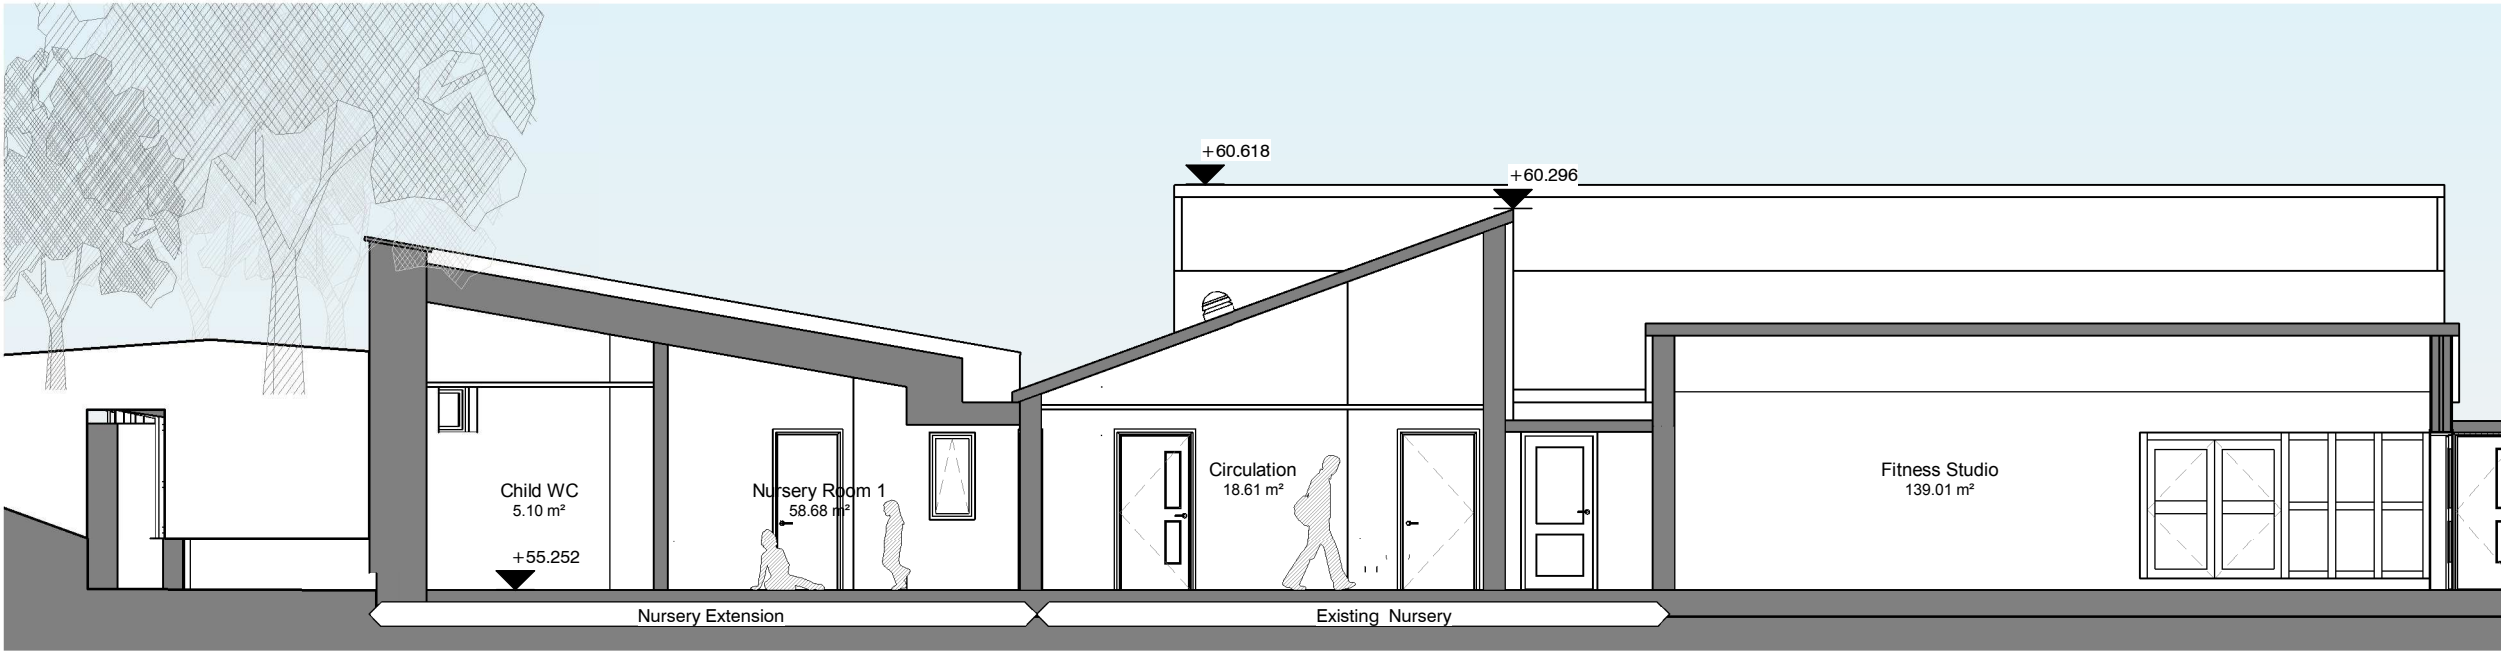 +60.618
+60.296
Circulation
18.61 m²
Fitness Studio
139.01 m²
Child WC
5.10 m²
Nursery Room 1
58.68 m²
+55.252
Nursery Extension
Existing Nursery